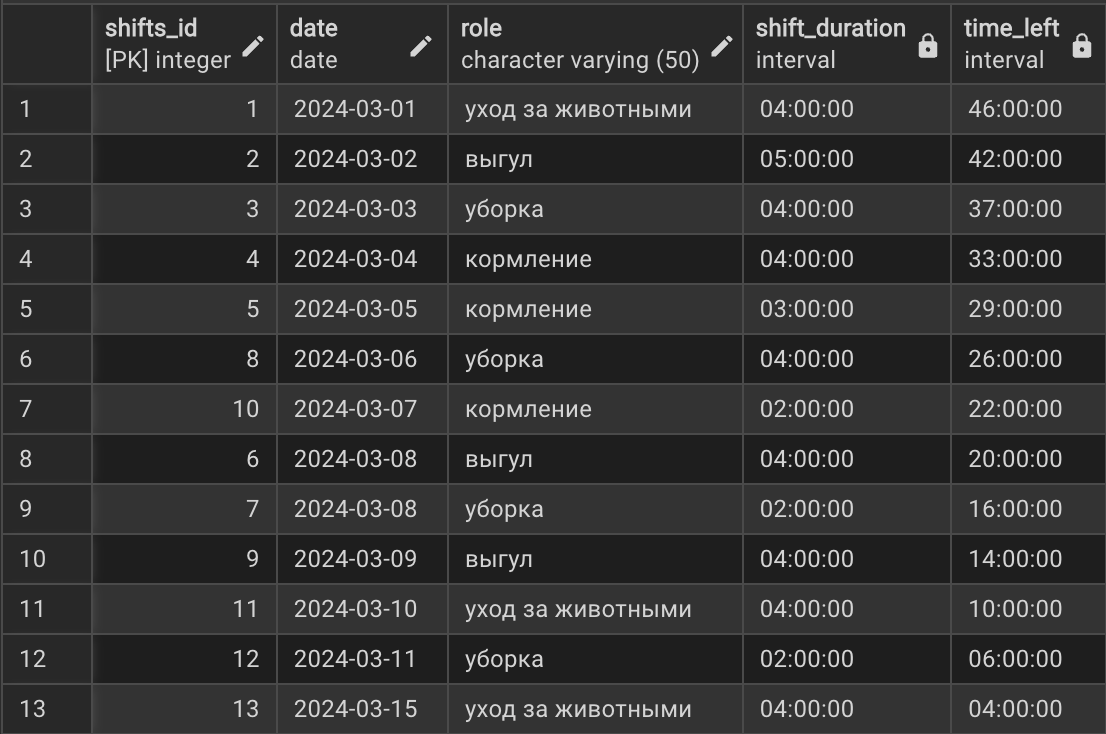 shifts_id date role shift_duration time_left
[PK] integer date character varying (50) interval interval
1 1 2024-03-01 уход за животными 04:00:00 46:00:00
2 2 2024-03-02 выгул 05:00:00 42:00:00
3 3 2024-03-03 уборка 04:00:00 37:00:00
4 4 2024-03-04 кормление 04:00:00 33:00:00
5 5 2024-03-05 кормление 03:00:00 29:00:00
6 8 2024-03-06 уборка 04:00:00 26:00:00
7 10 2024-03-07 кормление 02:00:00 22:00:00
8 6 2024-03-08 выгул 04:00:00 20:00:00
9 7 2024-03-08 уборка 02:00:00 16:00:00
10 9 2024-03-09 выгул 04:00:00 14:00:00
11 11 2024-03-10 уход за животными 04:00:00 10:00:00
12 12 2024-03-11 уборка 02:00:00 06:00:00
13 13 2024-03-15 уход за животными 04:00:00 04:00:00